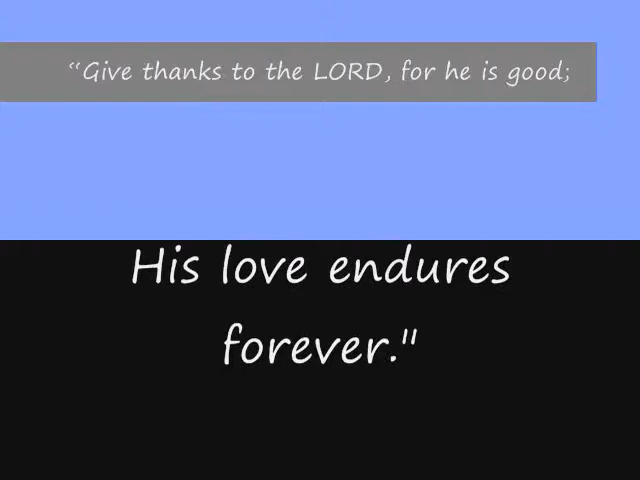 “Give thanks to the LORD, for he is good;
His love endures
forever."